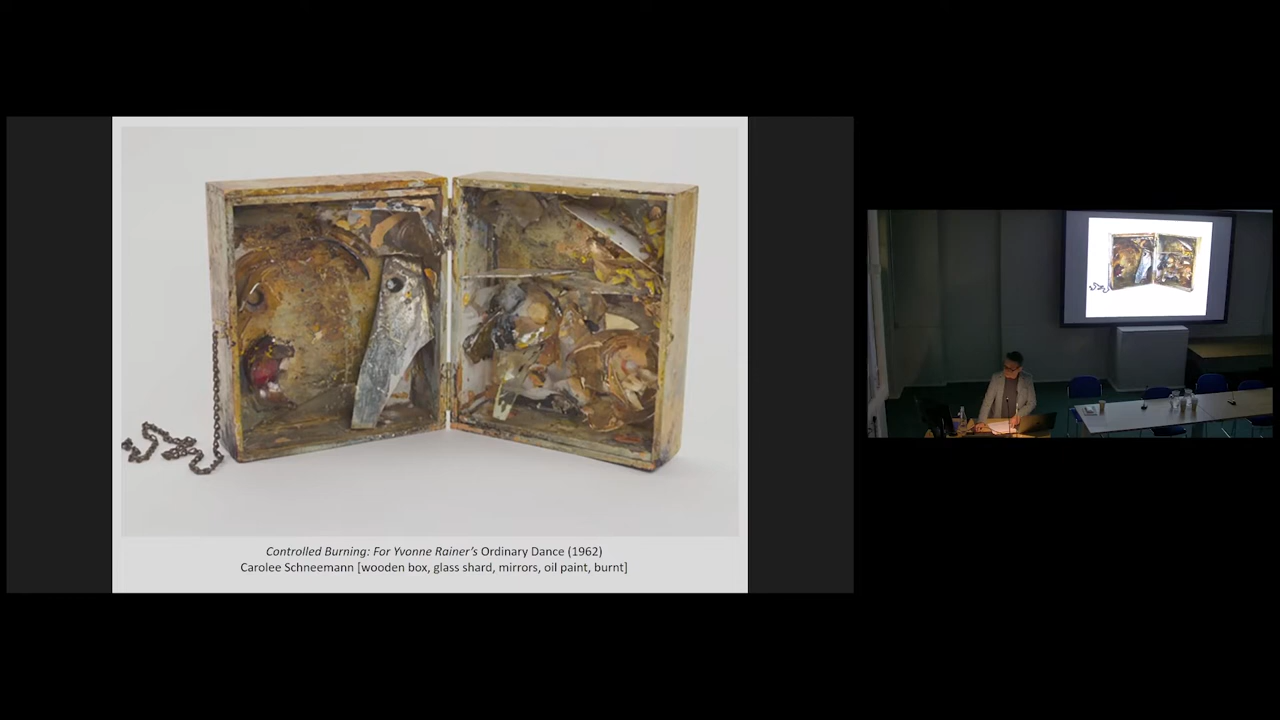 Controlled Burning: For Yvonne Rainer's Ordinary Dance (1962)
Carolee Schneemann [wooden box, glass shard, mirrors, oil paint, burnt]